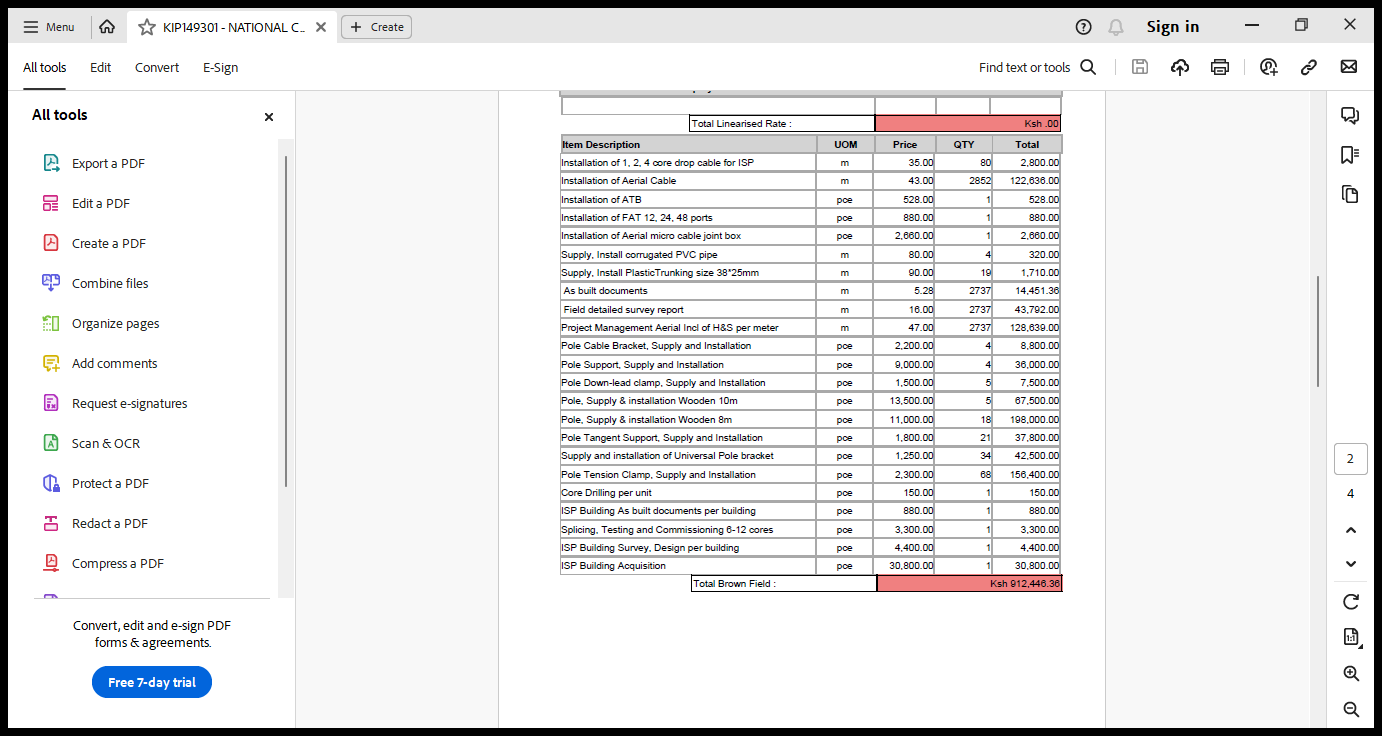 Menu
KIP149301 - NATIONAL C...
Create
Sign in
All tools
Edit
Convert
E-Sign
Find text or tools
All tools
Export a PDF
Edit a PDF
Create a PDF
Combine files
Organize pages
Add comments
Request e-signatures
Scan & OCR
Protect a PDF
Redact a PDF
Compress a PDF
Convert, edit and e-sign PDF
forms & agreements.
Free 7-day trial
Total Linearised Rate : Ksh .00
Item Description UOM Price QTY Total
Installation of 1, 2, 4 core drop cable for ISP m 35.00 80 2,800.00
Installation of Aerial Cable m 43.00 2852 122,636.00
Installation of ATB pce 528.00 1 528.00
Installation of FAT 12, 24, 48 ports pce 880.00 1 880.00
Installation of Aerial micro cable joint box pce 2,660.00 1 2,660.00
Supply, Install corrugated PVC pipe m 80.00 4 320.00
Supply, Install PlasticTrunking size 38*25mm m 90.00 19 1,710.00
As built documents m 5.28 2737 14,451.36
Field detailed survey report m 16.00 2737 43,792.00
Project Management Aerial Incl of H&S per meter m 47.00 2737 128,639.00
Pole Cable Bracket, Supply and Installation pce 2,200.00 4 8,800.00
Pole Support, Supply and Installation pce 9,000.00 4 36,000.00
Pole Down-lead clamp, Supply and Installation pce 1,500.00 5 7,500.00
Pole, Supply & installation Wooden 10m pce 13,500.00 5 67,500.00
Pole, Supply & installation Wooden 8m pce 11,000.00 18 198,000.00
Pole Tangent Support, Supply and Installation pce 1,800.00 21 37,800.00
Supply and installation of Universal Pole bracket pce 1,250.00 34 42,500.00
Pole Tension Clamp, Supply and Installation pce 2,300.00 68 156,400.00
Core Drilling per unit pce 150.00 1 150.00
ISP Building As built documents per building pce 880.00 1 880.00
Splicing, Testing and Commissioning 6-12 cores pce 3,300.00 1 3,300.00
ISP Building Survey, Design per building pce 4,400.00 1 4,400.00
ISP Building Acquisition pce 30,800.00 1 30,800.00
Total Brown Field : Ksh 912,446.36
2
4
1:1